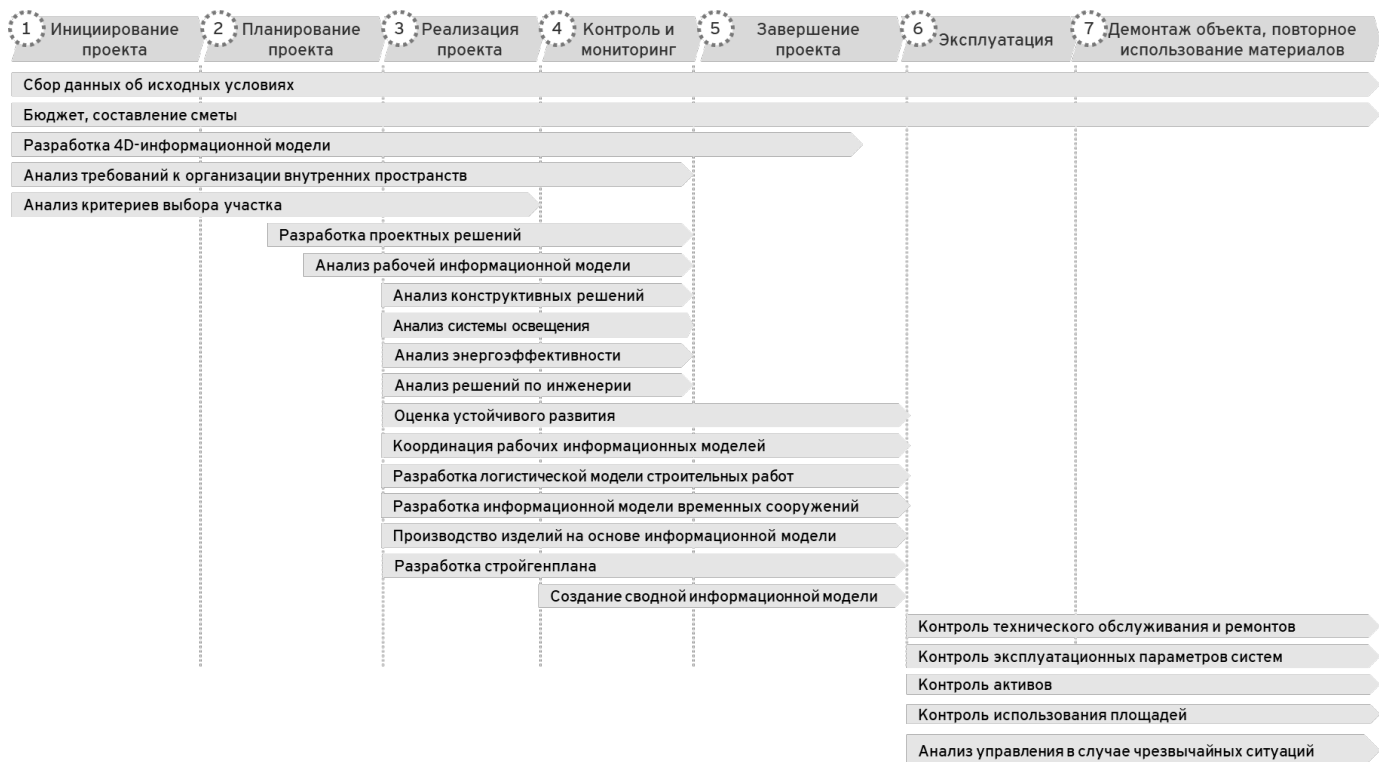 1 Инициирование
проекта
2 Планирование
проекта
3 Реализация
проекта
4 Контроль и
мониторинг
5 Завершение
проекта
6 Эксплуатация
7 Демонтаж объекта, повторное
использование материалов
Сбор данных об исходных условиях
Бюджет, составление сметы
Разработка 4D-информационной модели
Анализ требований к организации внутренних пространств
Анализ критериев выбора участка
Разработка проектных решений
Анализ рабочей информационной модели
Анализ конструктивных решений
Анализ системы освещения
Анализ энергоэффективности
Анализ решений по инженерии
Оценка устойчивого развития
Координация рабочих информационных моделей
Разработка логистической модели строительных работ
Разработка информационной модели временных сооружений
Производство изделий на основе информационной модели
Разработка стройгенплана
Создание сводной информационной модели
Контроль технического обслуживания и ремонтов
Контроль эксплуатационных параметров систем
Контроль активов
Контроль использования площадей
Анализ управления в случае чрезвычайных ситуаций